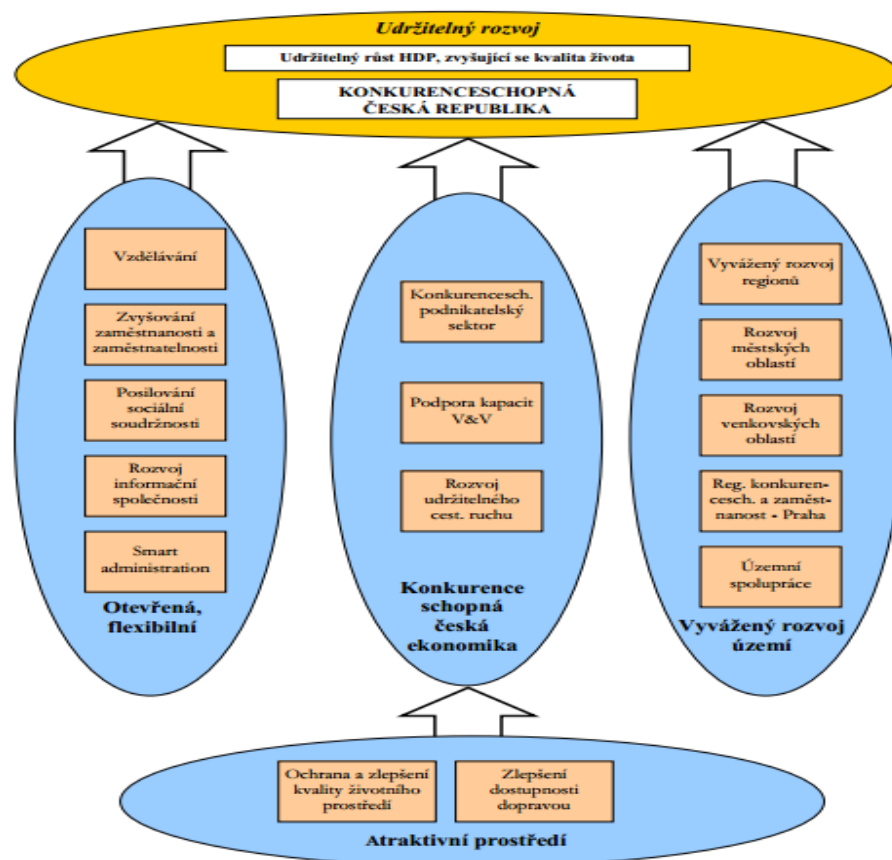 Udržitelný rozvoj
Udržitelný růst HDP, zvyšující se kvalita života
KONKURENCESCHOPNÁ
ČESKÁ REPUBLIKA
Vzdělávání
Zvyšování
zaměstnanosti a
zaměstnatelnosti
Posilování
sociální
soudržnosti
Rozvoj
informační
společnosti
Smart
administration
Otevřená,
flexibilní
Konkurencesch.
podnikatelský
sektor
Podpora kapacit
V&V
Rozvoj
udržitelného
cest. ruchu
Konkurence
schopná
česká
ekonomika
Vyvážený rozvoj
regionů
Rozvoj
městských
oblastí
Rozvoj
venkovských
oblastí
Reg. konkuren-
cesch. a zaměst-
nanost - Praha
Územní
spolupráce
Vyvážený rozvoj
území
Ochrana a zlepšení
kvality životního
prostředí
Zlepšení
dostupnosti
dopravou
Atraktivní prostředí